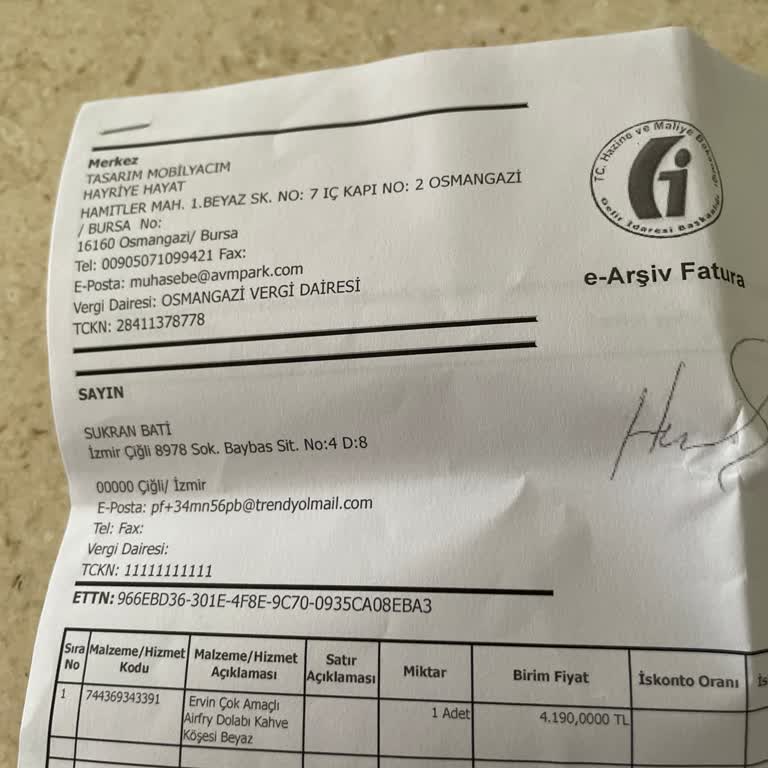 Merkez
TASARIM MOBİLYACIM
HAYRİYE HAYAT
HAMITLER MAH. 1.BEYAZ SK. NO: 7 IÇ KAPI NO: 2 OSMANGAZİ
/ BURSA No:
16160 Osmangazi/ Bursa
Tel: 00905071099421 Fax:
E-Posta: muhasebe@avmpark.com
Vergi Dairesi: OSMANGAZİ VERGİ DAİRESİ
TCKN: 28411378778
T.C. Hazine ve Maliye Bakanlığı
Gelir İdaresi Başkanlığı
e-Arşiv Fatura
SAYIN
SUKRAN BATİ
İzmir Çiğli 8978 Sok. Baybas Sit. No:4 D:8
00000 Çiğli/ İzmir
E-Posta: pf+34mn56pb@trendyolmail.com
Tel: Fax:
Vergi Dairesi:
TCKN: 11111111111
ETTN: 966EBD36-301E-4F8E-9C70-0935CA08EBA3
Sıra No Malzeme/Hizmet Kodu Malzeme/Hizmet Açıklaması Satır Açıklaması Miktar Birim Fiyat İskonto Oranı İs
1 744369343391 Ervin Çok Amaçlı Airfry Dolabı Kahve Köşesi Beyaz 1 Adet 4.190,0000 TL